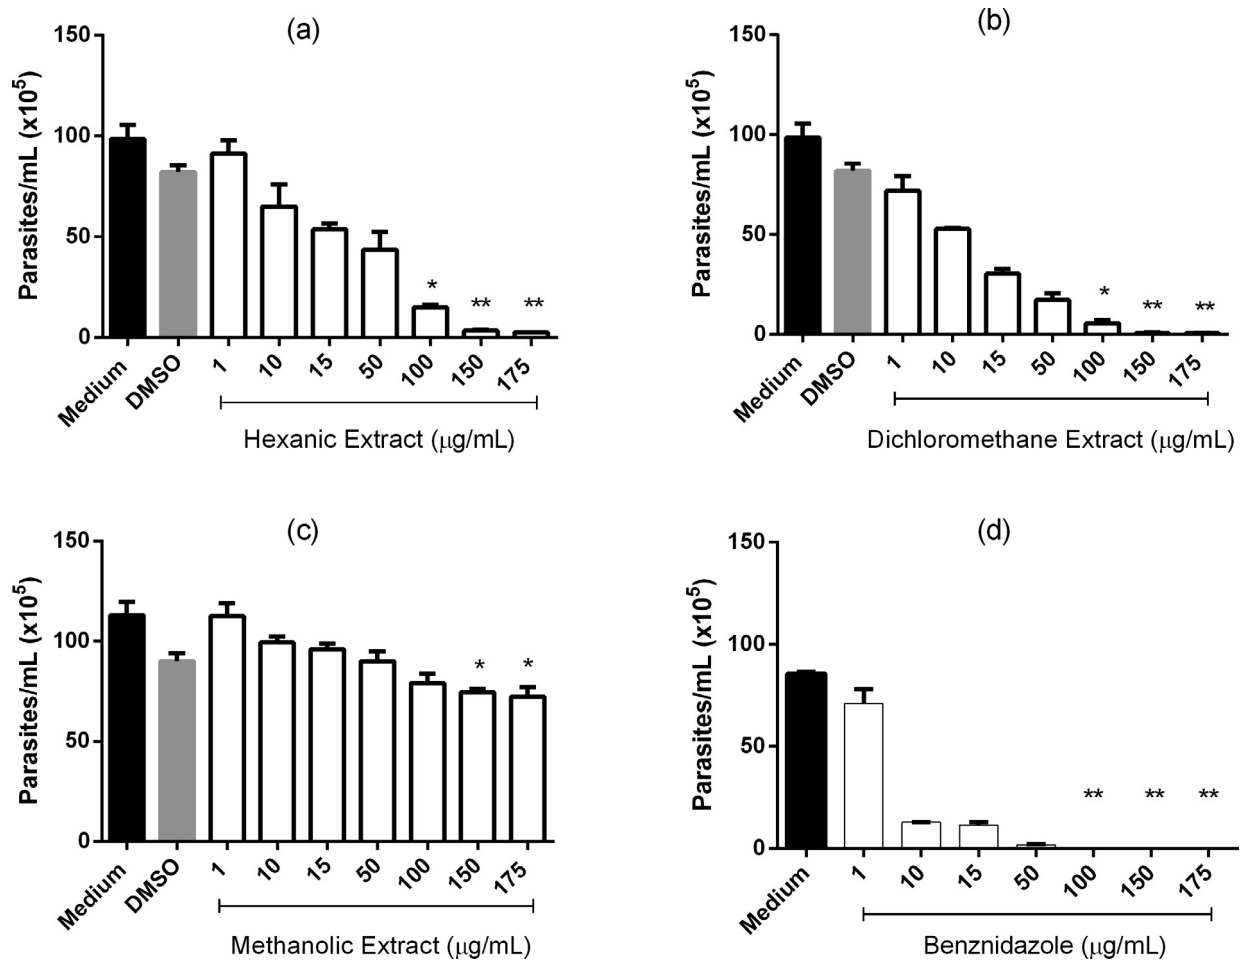 (a)
Parasites/mL (x10⁵)
150
100
50
0
* ** **
Medium DMSO 1 10 15 50 100 150 175
Hexanic Extract (μg/mL)
(b)
Parasites/mL (x10⁵)
150
100
50
0
* ** **
Medium DMSO 1 10 15 50 100 150 175
Dichloromethane Extract (μg/mL)
(c)
Parasites/mL (x10⁵)
150
100
50
0
* *
Medium DMSO 1 10 15 50 100 150 175
Methanolic Extract (μg/mL)
(d)
Parasites/mL (x10⁵)
150
100
50
0
** ** **
Medium 1 10 15 50 100 150 175
Benznidazole (μg/mL)